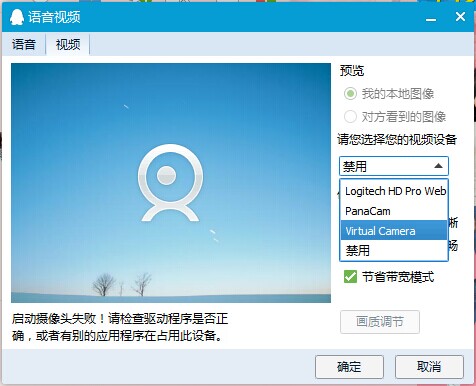 语音视频
语音 视频
预览
我的本地图像
对方看到的图像
请您选择您的视频设备
禁用
Logitech HD Pro Web
PanaCam
Virtual Camera
禁用
晰
畅
节省带宽模式
画质调节
启动摄像头失败！请检查驱动程序是否正
确，或者有别的应用程序在占用此设备。
确定 取消